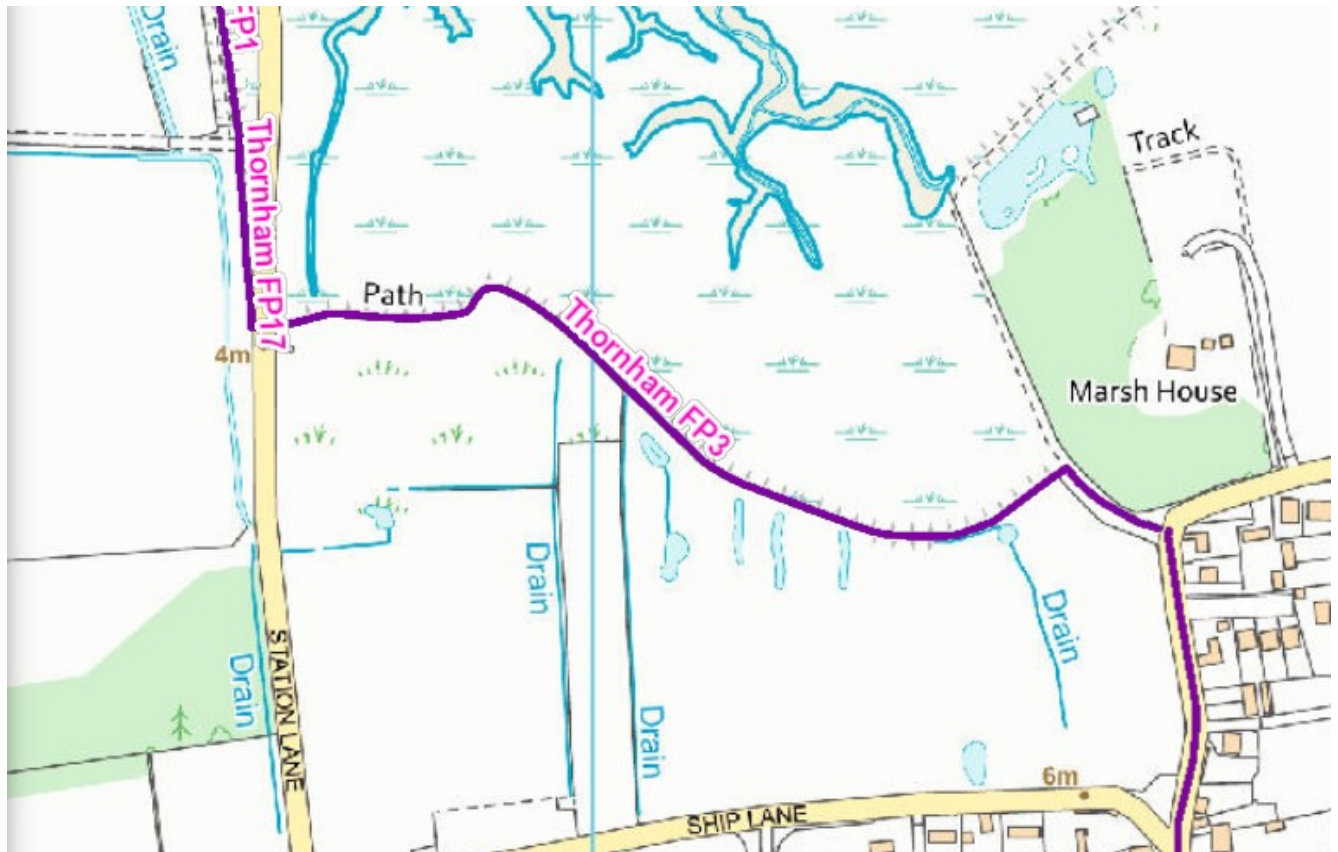 FP1
Drain
Thornham FP17
Path
4m
Thornham FP3
Track
Marsh House
Drain
Drain
Drain
Drain
STATION LANE
6m
SHIP LANE